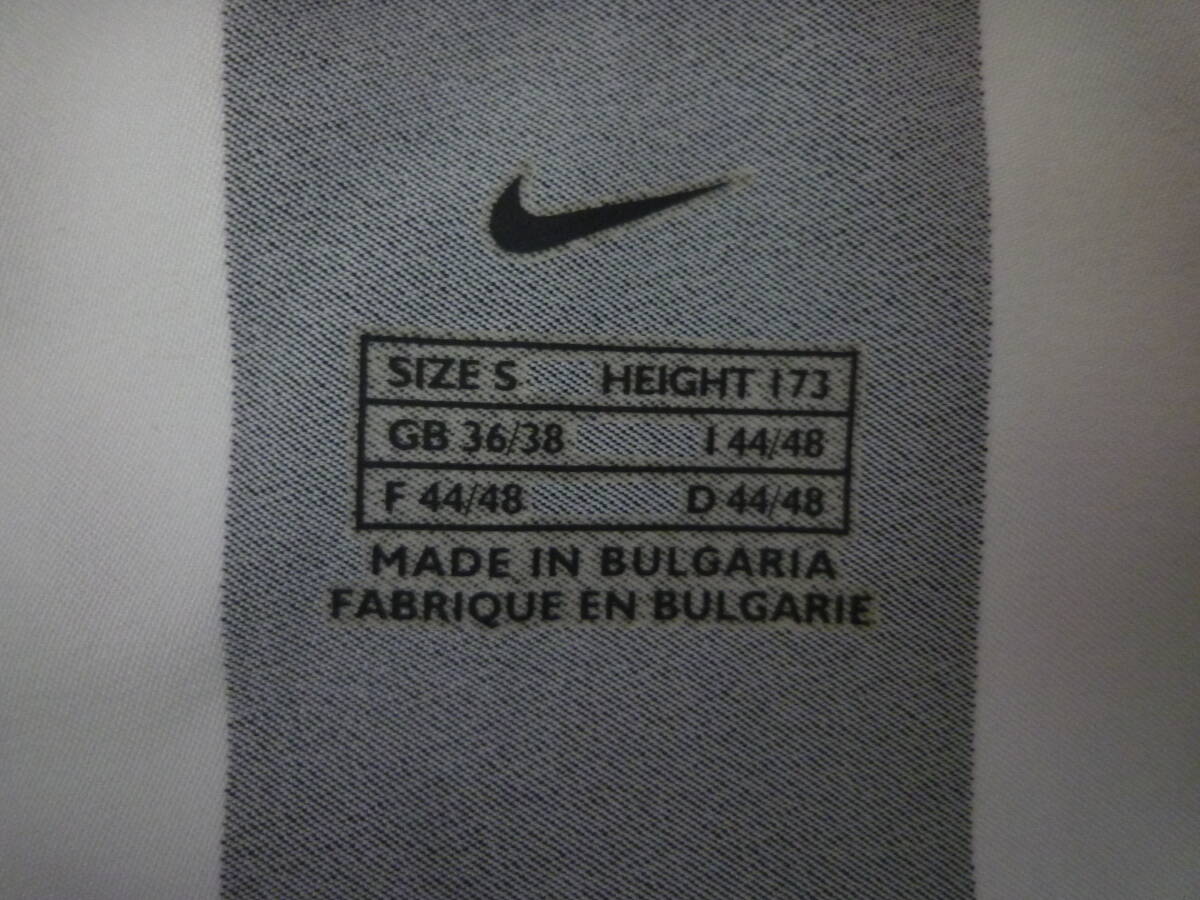 SIZE S HEIGHT 173
GB 36/38 I 44/48
F 44/48 D 44/48
MADE IN BULGARIA
FABRIQUE EN BULGARIE